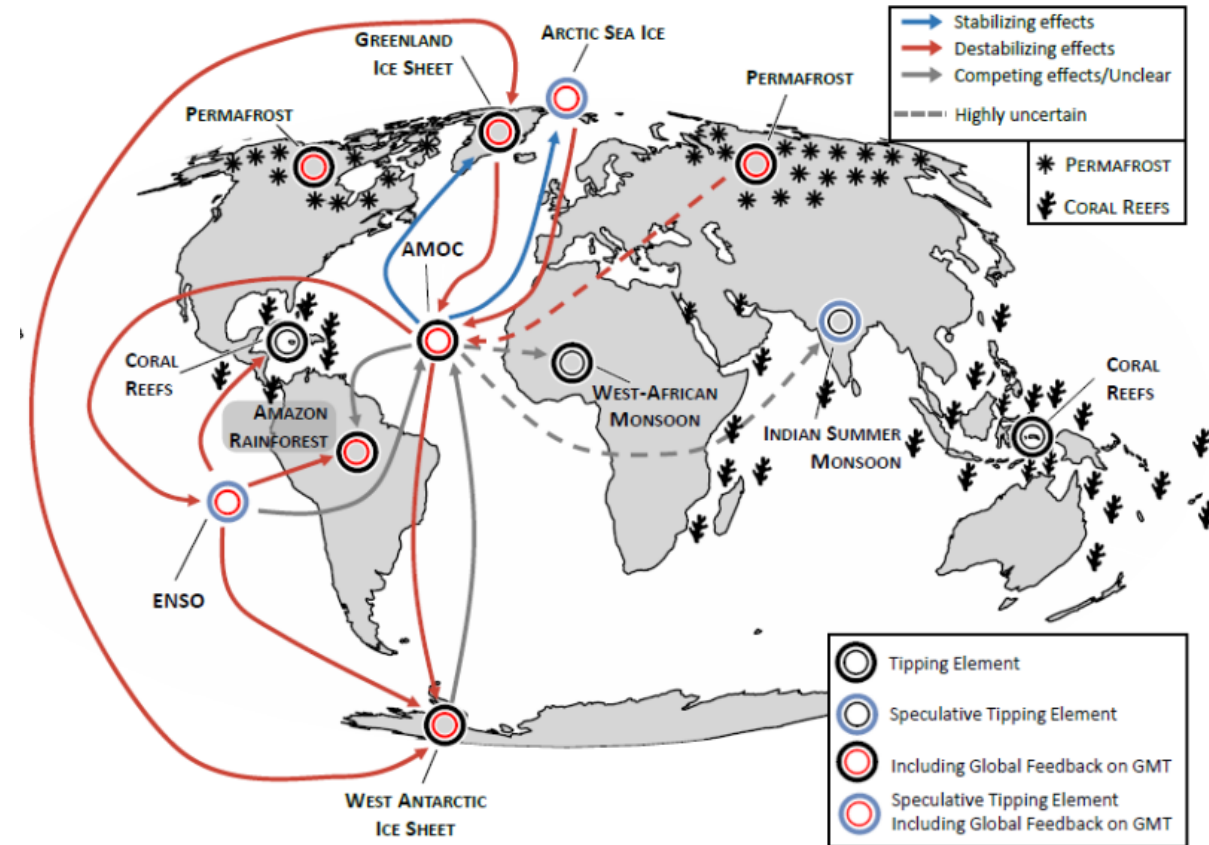 ARCTIC SEA ICE
GREENLAND
ICE SHEET
PERMAFROST
PERMAFROST
Stabilizing effects
Destabilizing effects
Competing effects/Unclear
Highly uncertain
PERMAFROST
CORAL REEFS
AMOC
CORAL
REEFS
AMAZON
RAINFOREST
WEST-AFRICAN
MONSOON
INDIAN SUMMER
MONSOON
CORAL
REEFS
ENSO
WEST ANTARCTIC
ICE SHEET
Tipping Element
Speculative Tipping Element
Including Global Feedback on GMT
Speculative Tipping Element
Including Global Feedback on GMT